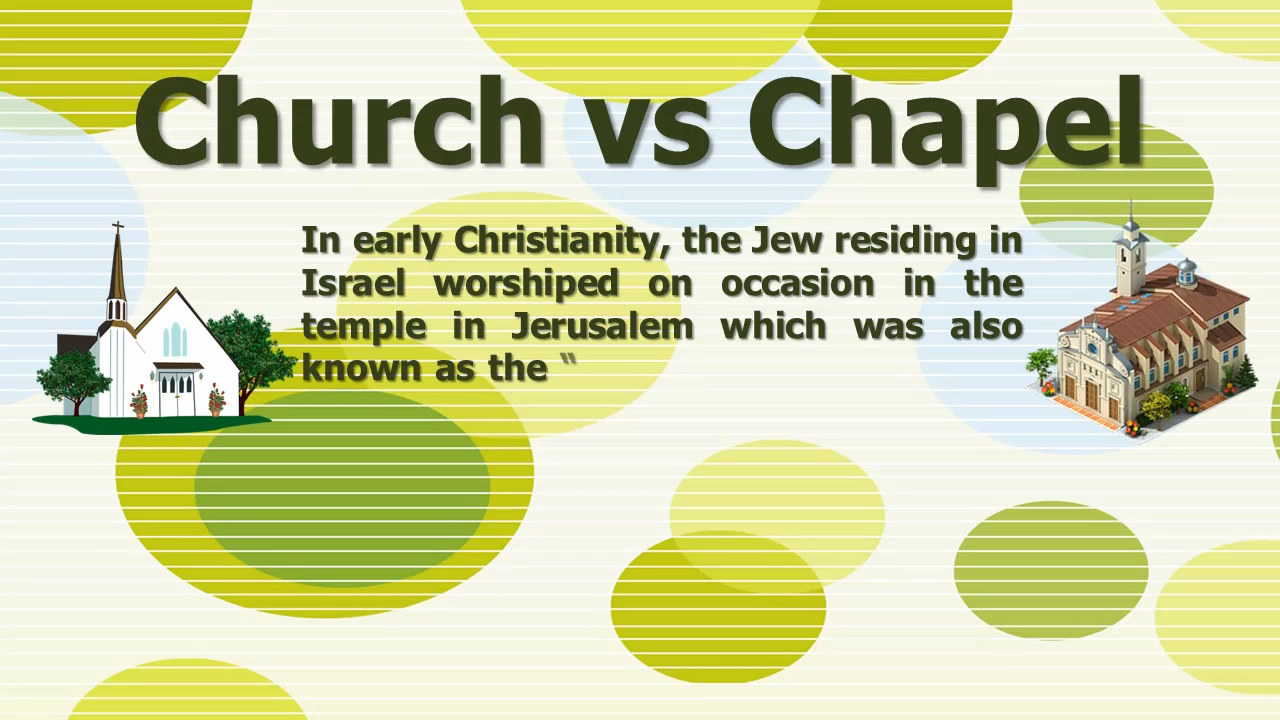 Church vs Chapel
In early Christianity, the Jew residing in
Israel worshiped on occasion in the
temple in Jerusalem which was also
known as the “